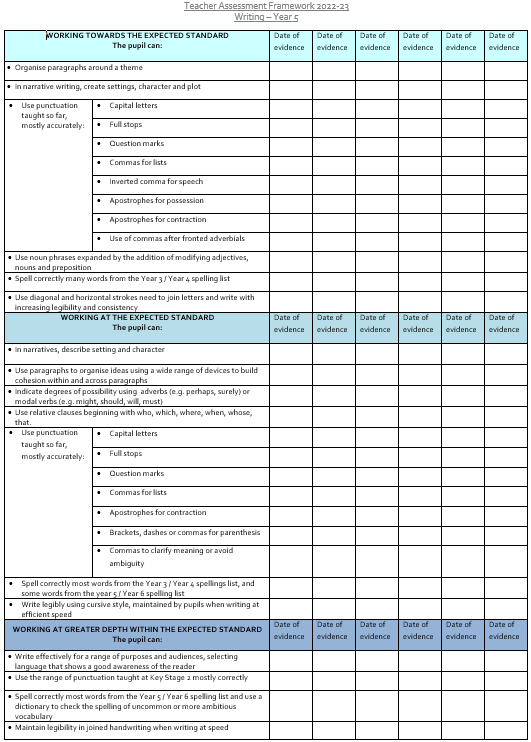 Teacher Assessment Framework 2022-23
Writing – Year 5
WORKING TOWARDS THE EXPECTED STANDARD
The pupil can:
Date of evidence
Date of evidence
Date of evidence
Date of evidence
Date of evidence
Date of evidence
• Organise paragraphs around a theme
• In narrative writing, create settings, character and plot
• Use punctuation
taught so far,
mostly accurately:
• Capital letters
• Full stops
• Question marks
• Commas for lists
• Inverted comma for speech
• Apostrophes for possession
• Apostrophes for contraction
• Use of commas after fronted adverbials
• Use noun phrases expanded by the addition of modifying adjectives,
nouns and preposition
• Spell correctly many words from the Year 3 / Year 4 spelling list
• Use diagonal and horizontal strokes need to join letters and write with
increasing legibility and consistency
WORKING AT THE EXPECTED STANDARD
The pupil can:
Date of evidence
Date of evidence
Date of evidence
Date of evidence
Date of evidence
Date of evidence
• In narratives, describe setting and character
• Use paragraphs to organise ideas using a wide range of devices to build
cohesion within and across paragraphs
• Indicate degrees of possibility using adverbs (e.g. perhaps, surely) or
modal verbs (e.g. might, should, will, must)
• Use relative clauses beginning with who, which, where, when, whose,
that.
• Use punctuation
taught so far,
mostly accurately:
• Capital letters
• Full stops
• Question marks
• Commas for lists
• Apostrophes for contraction
• Brackets, dashes or commas for parenthesis
• Commas to clarify meaning or avoid
ambiguity
• Spell correctly most words from the Year 3 / Year 4 spellings list, and
some words from the year 5 / Year 6 spelling list
• Write legibly using cursive style, maintained by pupils when writing at
efficient speed
WORKING AT GREATER DEPTH WITHIN THE EXPECTED STANDARD
The pupil can:
Date of evidence
Date of evidence
Date of evidence
Date of evidence
Date of evidence
Date of evidence
• Write effectively for a range of purposes and audiences, selecting
language that shows a good awareness of the reader
• Use the range of punctuation taught at Key Stage 2 mostly correctly
• Spell correctly most words from the Year 5 / Year 6 spelling list and use a
dictionary to check the spelling of uncommon or more ambitious
vocabulary
• Maintain legibility in joined handwriting when writing at speed